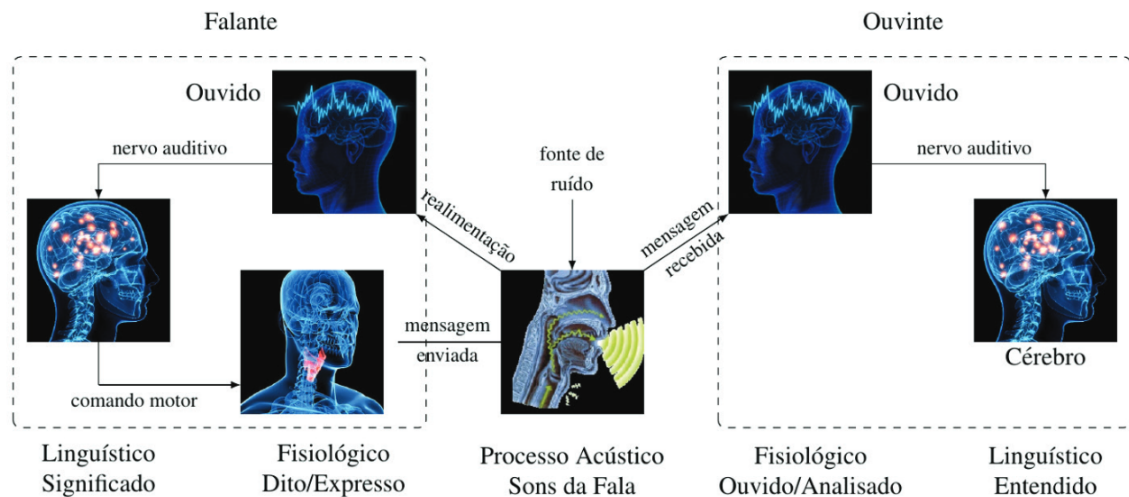 Falante
Ouvinte
Ouvido
Ouvido
nervo auditivo
fonte de
ruído
nervo auditivo
realimentação
mensagem
recebida
mensagem
enviada
Cérebro
comando motor
Linguístico
Significado
Fisiológico
Dito/Expresso
Processo Acústico
Sons da Fala
Fisiológico
Ouvido/Analisado
Linguístico
Entendido